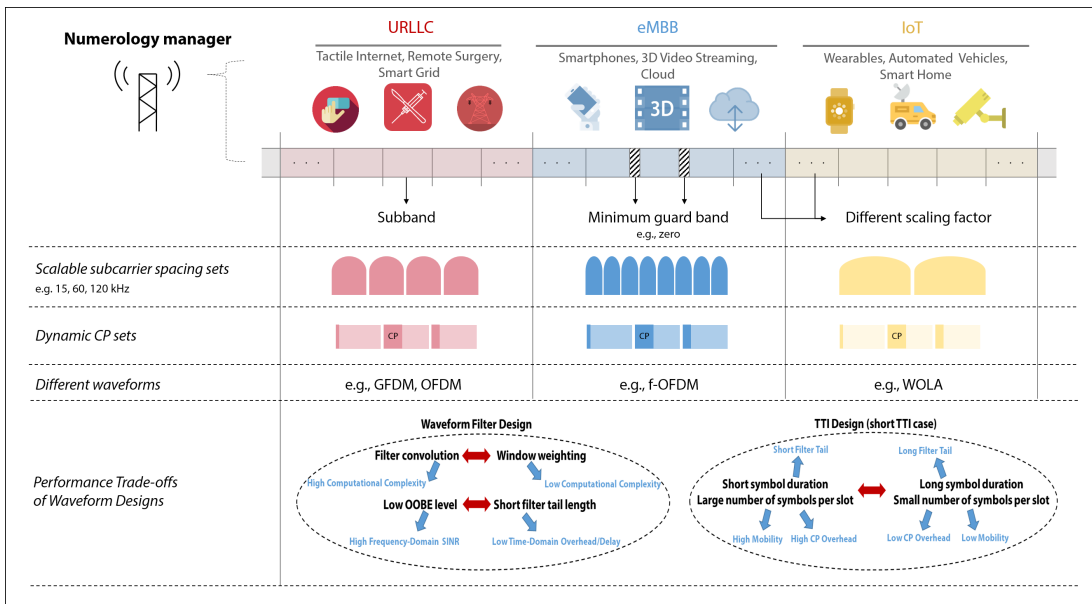 Numerology manager
URLLC
Tactile Internet, Remote Surgery,
Smart Grid
eMBB
Smartphones, 3D Video Streaming,
Cloud
IoT
Wearables, Automated Vehicles,
Smart Home
3D
. . .
. . .
. . .
. . .
. . .
. . .
Subband
Minimum guard band
e.g., zero
Different scaling factor
Scalable subcarrier spacing sets
e.g. 15, 60, 120 kHz
Dynamic CP sets
CP
CP
CP
Different waveforms
e.g., GFDM, OFDM
e.g., f-OFDM
e.g., WOLA
Performance Trade-offs
of Waveform Designs
Waveform Filter Design
Filter convolution
Window weighting
High Computational Complexity
Low Computational Complexity
Low OOBE level
Short filter tail length
High Frequency-Domain SINR
Low Time-Domain Overhead/Delay
TTI Design (short TTI case)
Short Filter Tail
Long Filter Tail
Short symbol duration
Large number of symbols per slot
Long symbol duration
Small number of symbols per slot
High Mobility
High CP Overhead
Low CP Overhead
Low Mobility